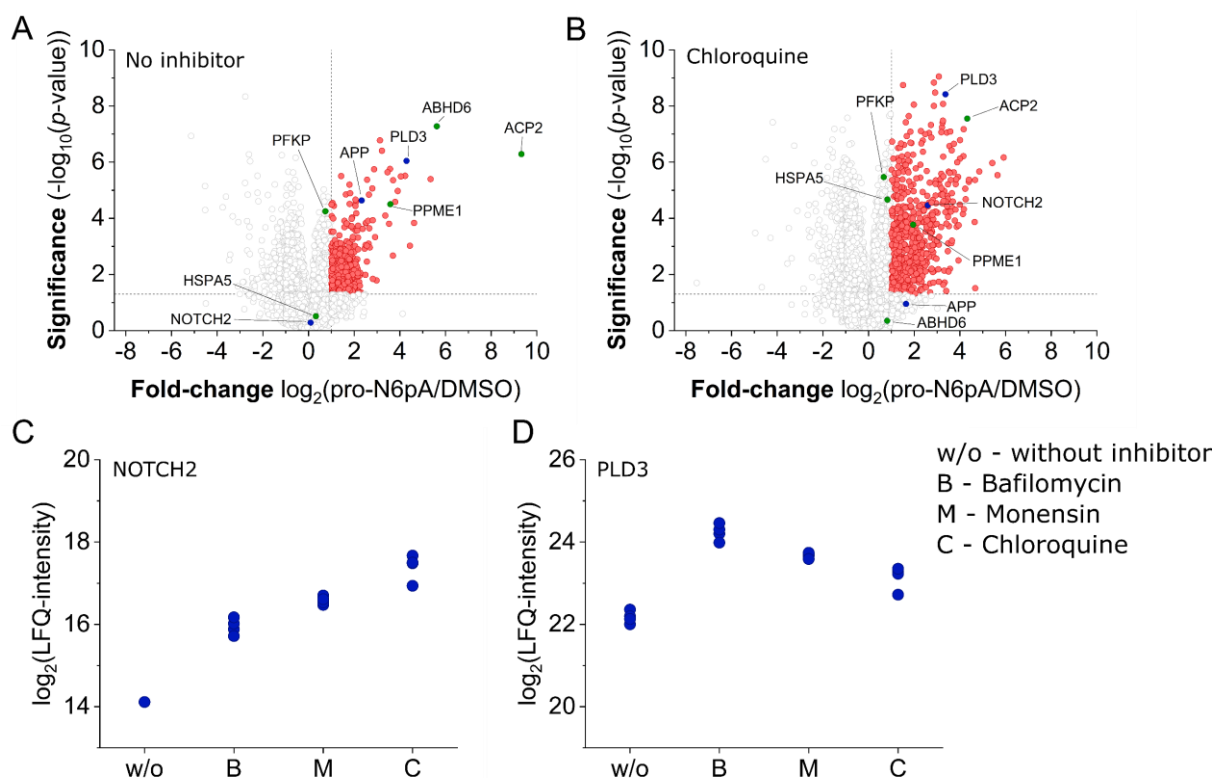 A
No inhibitor
Significance (-log10(p-value))
10
8
6
4
2
0
ABHD6
ACP2
PLD3
PFKP
APP
PPME1
HSPA5
NOTCH2
-8 -6 -4 -2 0 2 4 6 8 10
Fold-change log2(pro-N6pA/DMSO)
B
Chloroquine
Significance (-log10(p-value))
10
8
6
4
2
0
PLD3
PFKP
ACP2
HSPA5
NOTCH2
PPME1
APP
ABHD6
-8 -6 -4 -2 0 2 4 6 8 10
Fold-change log2(pro-N6pA/DMSO)
C
NOTCH2
log2(LFQ-intensity)
20
18
16
14
w/o B M C
D
PLD3
log2(LFQ-intensity)
26
24
22
20
w/o B M C
w/o - without inhibitor
B - Bafilomycin
M - Monensin
C - Chloroquine